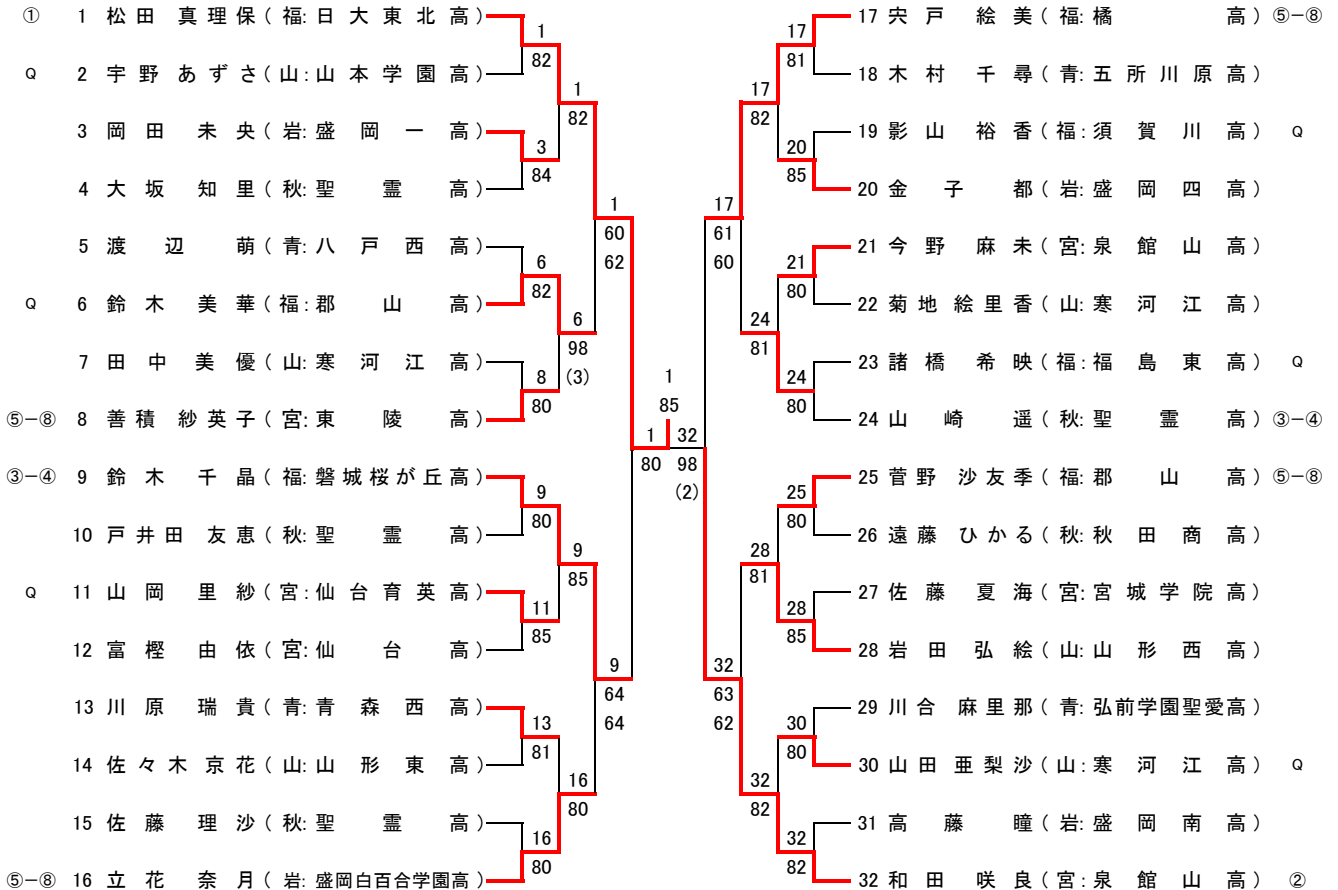 ① 1 松田 真理保 (福: 日大東北高)
Q 2 宇野 あずさ (山: 山本学園高)
3 岡田 未央 (岩: 盛岡一高)
4 大坂 知里 (秋: 聖霊高)
5 渡辺 萌 (青: 八戸西高)
Q 6 鈴木 美華 (福: 郡山高)
7 田中 美優 (山: 寒河江高)
⑤-⑧ 8 善積 紗英子 (宮: 東陵高)
③-④ 9 鈴木 千晶 (福: 磐城桜が丘高)
10 戸井田 友恵 (秋: 聖霊高)
Q 11 山岡 里紗 (宮: 仙台育英高)
12 富樫 由依 (宮: 仙台高)
13 川原 瑞貴 (青: 青森西高)
14 佐々木 京花 (山: 山形東高)
15 佐藤 理沙 (秋: 聖霊高)
⑤-⑧ 16 立花 奈月 (岩: 盛岡白百合学園高)
1
82
3
84
6
82
8
80
9
80
11
85
13
81
16
80
1
82
6
98
(3)
9
85
16
80
1
60
62
9
64
64
1
80
1
85
32
98
(2)
17
61
60
32
63
62
17
82
24
81
28
81
32
82
17
81
20
85
21
80
24
80
25
80
28
85
30
80
32
82
17 宍戸 絵美 (福: 橘高) ⑤-⑧
18 木村 千尋 (青: 五所川原高)
19 影山 裕香 (福: 須賀川高) Q
20 金子 都 (岩: 盛岡四高)
21 今野 麻未 (宮: 泉館山高)
22 菊地 絵里香 (山: 寒河江高)
23 諸橋 希映 (福: 福島東高) Q
24 山崎 遥 (秋: 聖霊高) ③-④
25 菅野 沙友季 (福: 郡山高) ⑤-⑧
26 遠藤 ひかる (秋: 秋田商高)
27 佐藤 夏海 (宮: 宮城学院高)
28 岩田 弘絵 (山: 山形西高)
29 川合 麻里那 (青: 弘前学園聖愛高)
30 山田 亜梨沙 (山: 寒河江高) Q
31 高藤 瞳 (岩: 盛岡南高)
32 和田 咲良 (宮: 泉館山高) ②